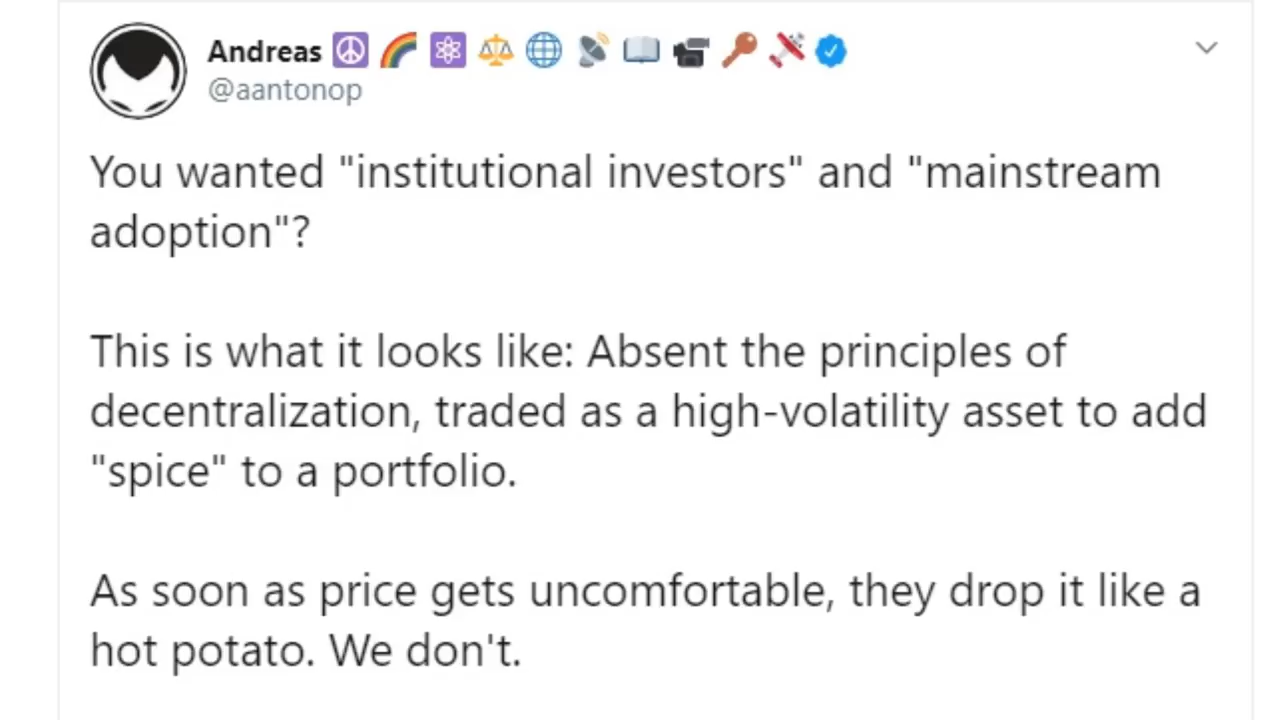 Andreas ☮️🌈⚛️⚖️🌐📡📖📹🔑🛩️
@aantonop
You wanted "institutional investors" and "mainstream
adoption"?
This is what it looks like: Absent the principles of
decentralization, traded as a high-volatility asset to add
"spice" to a portfolio.
As soon as price gets uncomfortable, they drop it like a
hot potato. We don't.